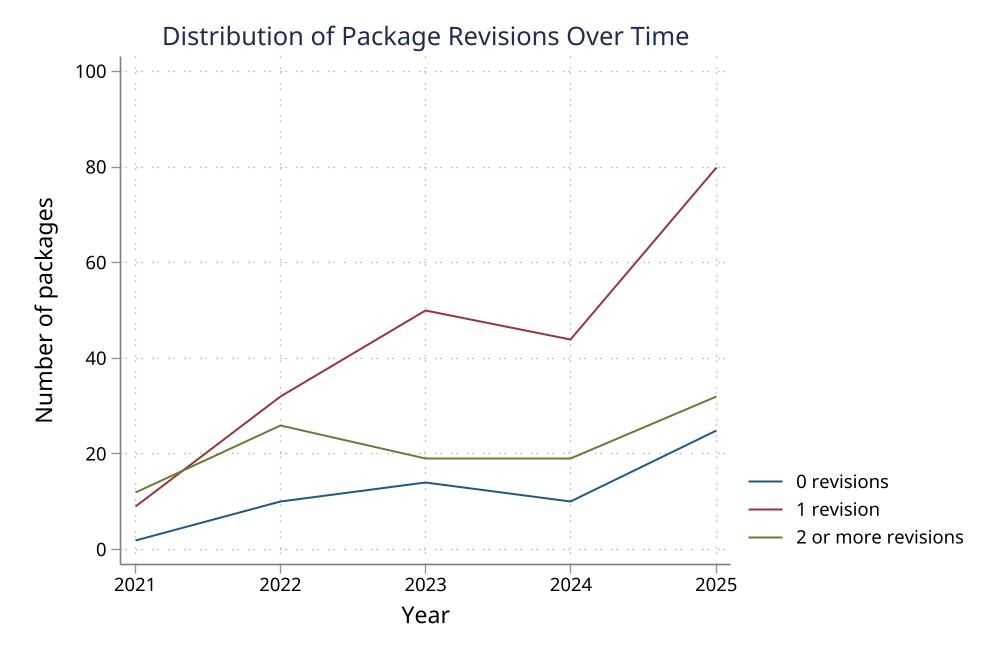 Distribution of Package Revisions Over Time
Number of packages
100
80
60
40
20
0
2021 2022 2023 2024 2025
Year
0 revisions
1 revision
2 or more revisions